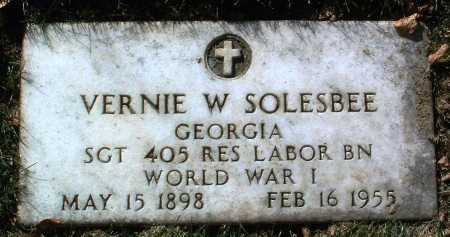 VERNIE W SOLESBEE
GEORGIA
SGT 405 RES LABOR BN
WORLD WAR I
MAY 15 1898 FEB 16 1955